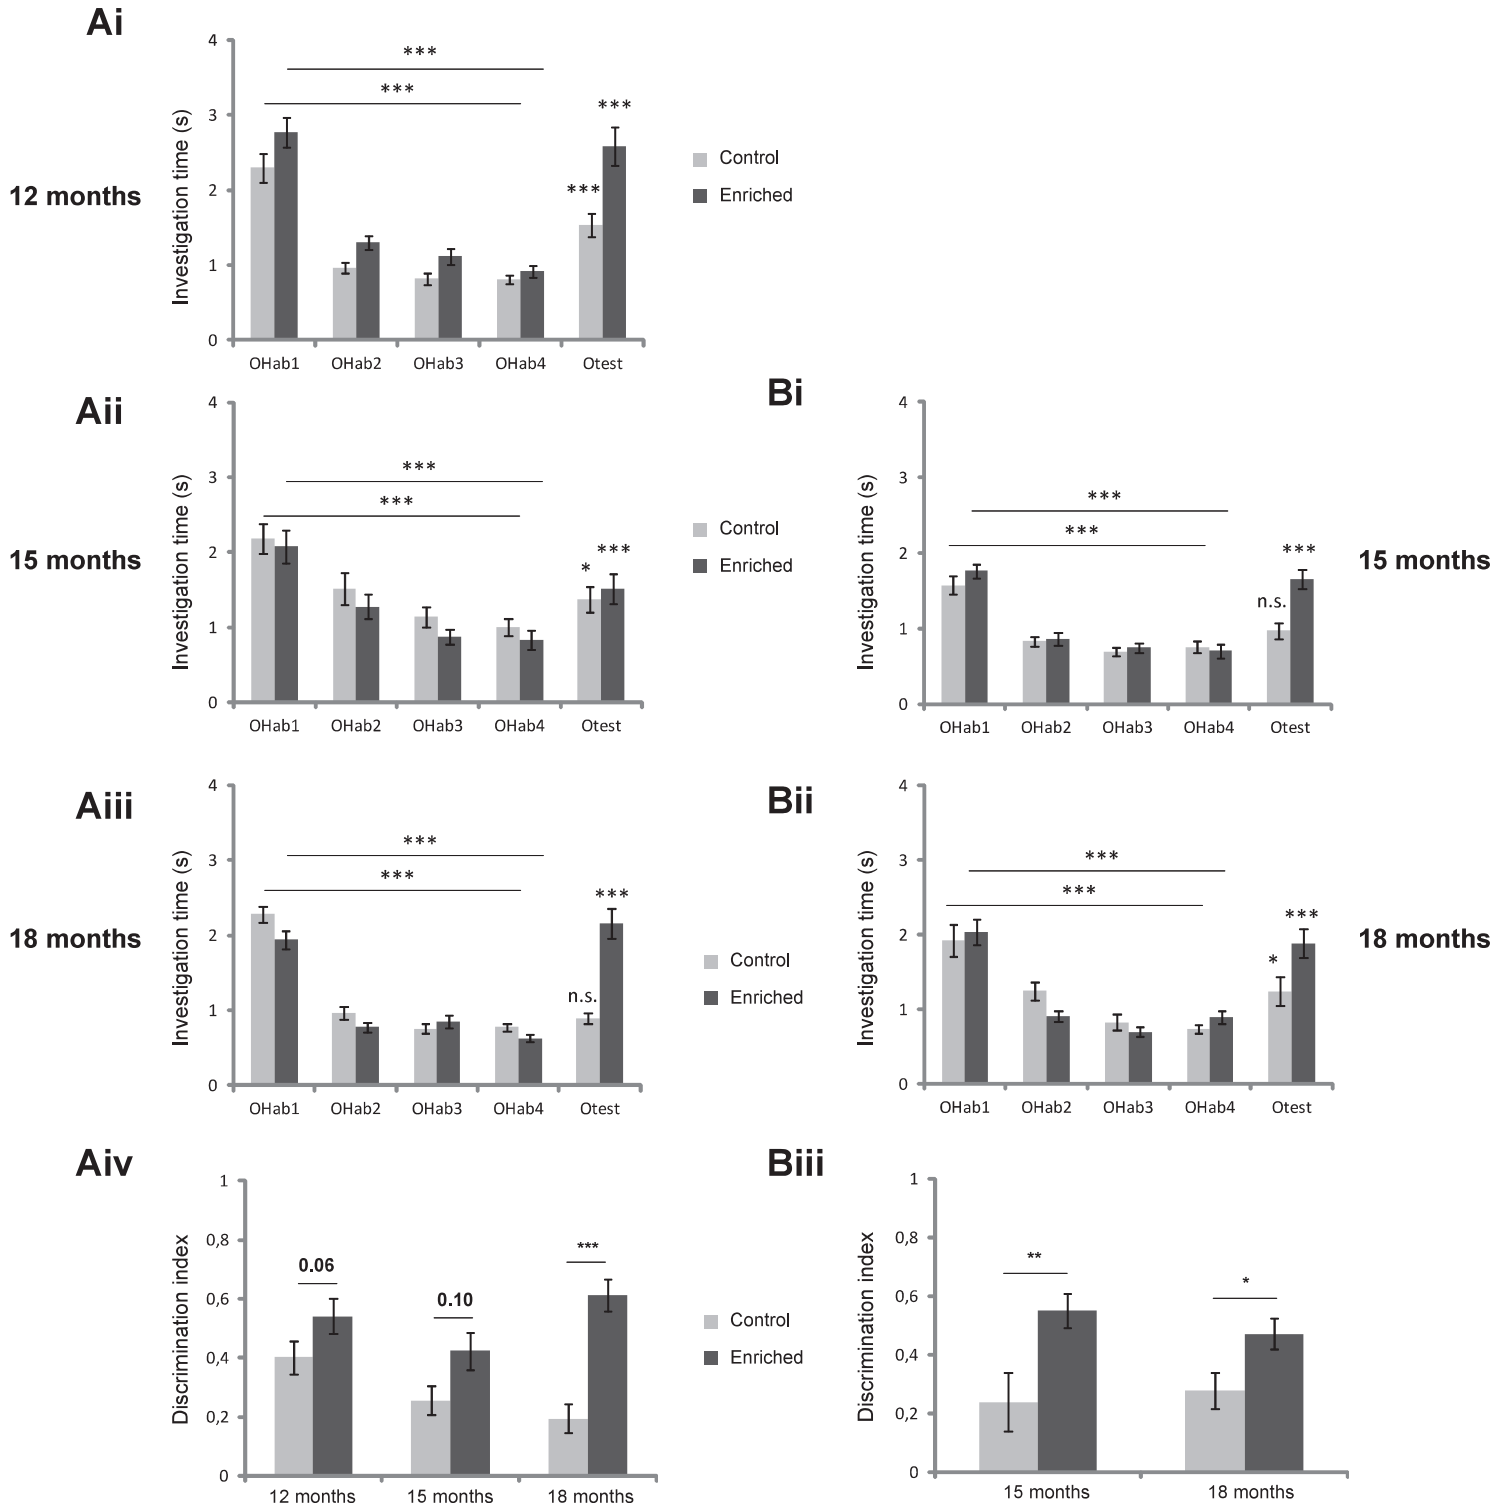 Ai
12 months
Investigation time (s)
4
3
2
1
0
***
***
***
***
OHab1 OHab2 OHab3 OHab4 Otest
Control
Enriched
Aii
15 months
Investigation time (s)
4
3
2
1
0
***
***
*
***
OHab1 OHab2 OHab3 OHab4 Otest
Control
Enriched
Bi
15 months
Investigation time (s)
4
3
2
1
0
***
***
n.s.
***
OHab1 OHab2 OHab3 OHab4 Otest
Aiii
18 months
Investigation time (s)
4
3
2
1
0
***
***
n.s.
***
OHab1 OHab2 OHab3 OHab4 Otest
Control
Enriched
Bii
18 months
Investigation time (s)
4
3
2
1
0
***
***
*
***
OHab1 OHab2 OHab3 OHab4 Otest
Aiv
Discrimination index
1
0,8
0,6
0,4
0,2
0
0.06
0.10
***
12 months 15 months 18 months
Control
Enriched
Biii
Discrimination index
1
0,8
0,6
0,4
0,2
0
**
*
15 months 18 months